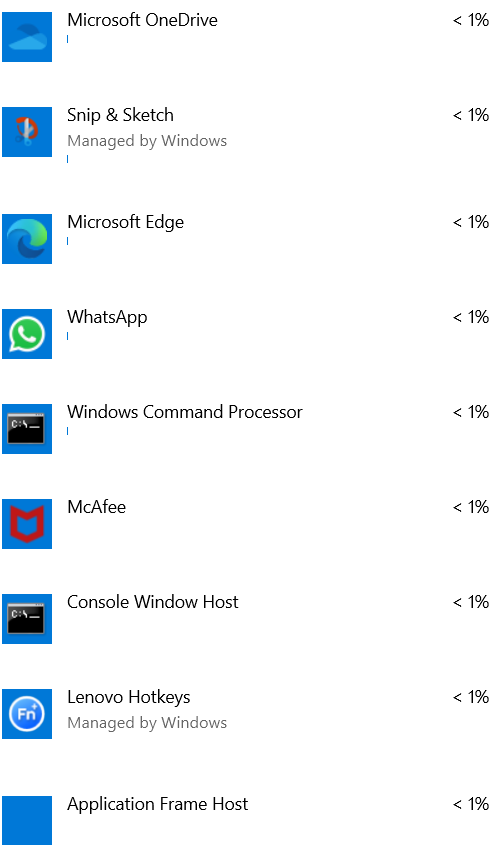 Microsoft OneDrive < 1%
Snip & Sketch < 1%
Managed by Windows
Microsoft Edge < 1%
WhatsApp < 1%
Windows Command Processor < 1%
C:\_
McAfee < 1%
Console Window Host < 1%
C:\_
Lenovo Hotkeys < 1%
Managed by Windows
Fn
Application Frame Host < 1%